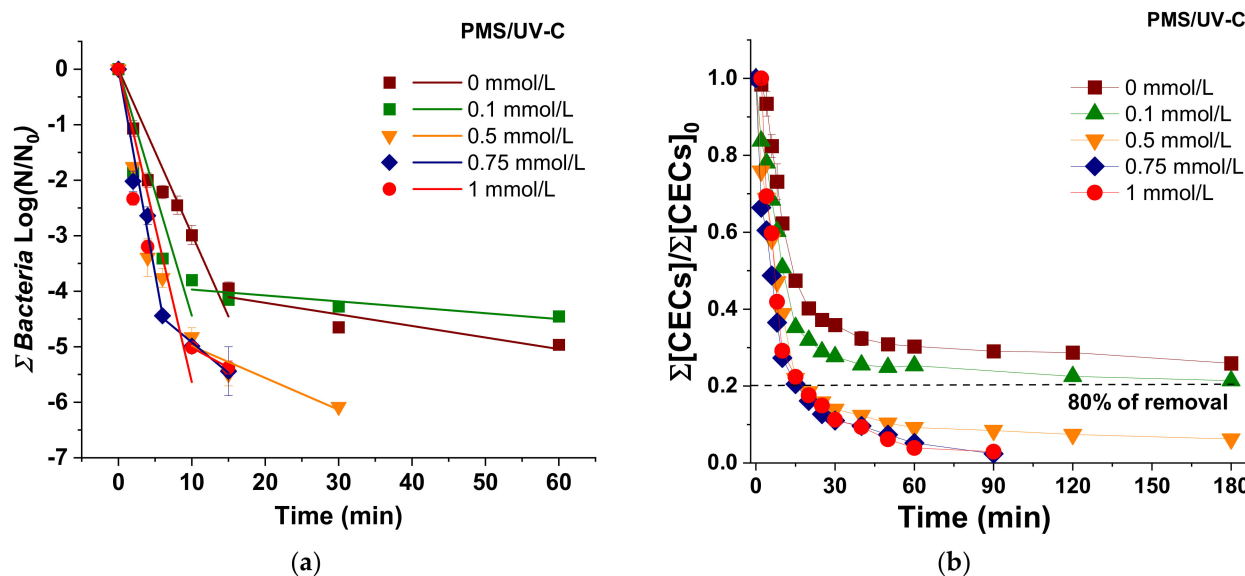 PMS/UV-C
0 mmol/L
0.1 mmol/L
0.5 mmol/L
0.75 mmol/L
1 mmol/L
Σ Bacteria Log(N/N₀)
0
-1
-2
-3
-4
-5
-6
-7
0 10 20 30 40 50 60
Time (min)
(a)
PMS/UV-C
0 mmol/L
0.1 mmol/L
0.5 mmol/L
0.75 mmol/L
1 mmol/L
Σ[CECs]/Σ[CECs]₀
1.0
0.8
0.6
0.4
0.2
0.0
80% of removal
0 30 60 90 120 150 180
Time (min)
(b)